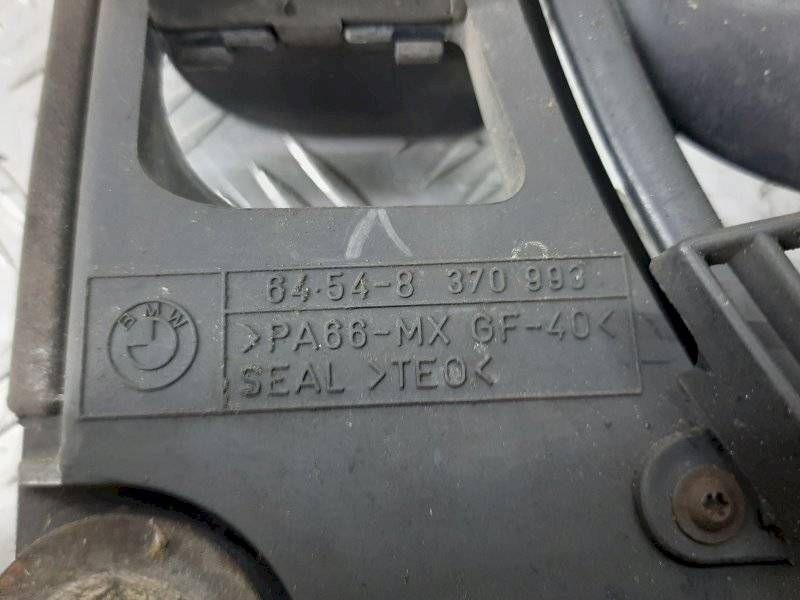 64.54-8 370 993
BMW
>PA66-MX GF-40<
SEAL >TEO<